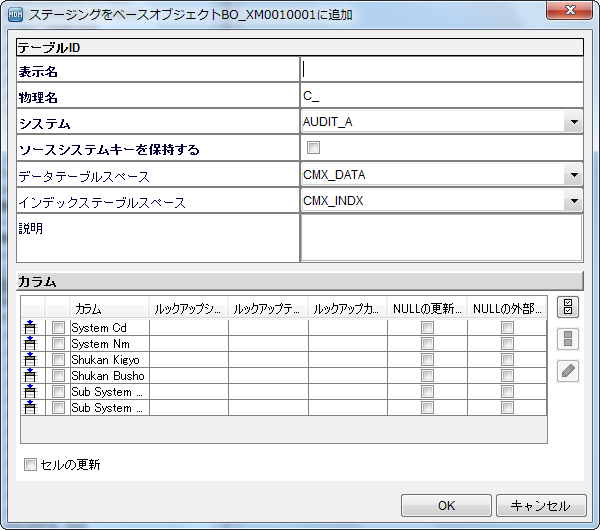 MDM ステージングをベースオブジェクトBO_XM0010001に追加
テーブルID
表示名
物理名 C_
システム AUDIT_A
ソースシステムキーを保持する
データテーブルスペース CMX_DATA
インデックステーブルスペース CMX_INDX
説明
カラム
カラム ルックアップシ... ルックアップテ... ルックアップカ... NULLの更新... NULLの外部...
System Cd
System Nm
Shukan Kigyo
Shukan Busho
Sub System ...
Sub System ...
セルの更新
OK キャンセル